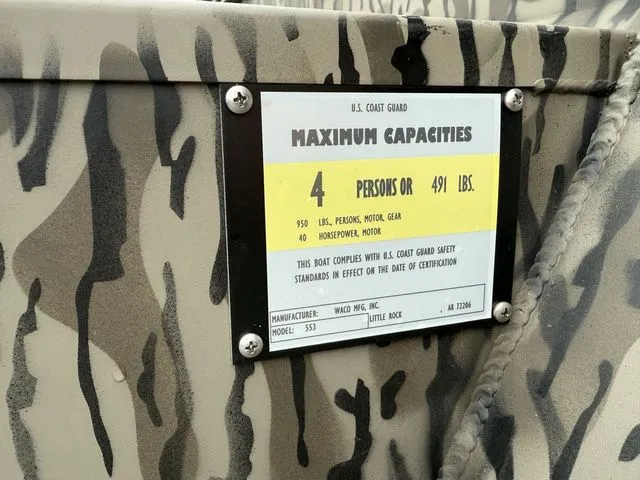 U.S. COAST GUARD
MAXIMUM CAPACITIES
4 PERSONS OR 491 LBS.
950 LBS., PERSONS, MOTOR, GEAR
40 HORSEPOWER, MOTOR
THIS BOAT COMPLIES WITH U.S. COAST GUARD SAFETY
STANDARDS IN EFFECT ON THE DATE OF CERTIFICATION
MANUFACTURER: WACO MFG, INC.
LITTLE ROCK , AR 72206
MODEL: 553